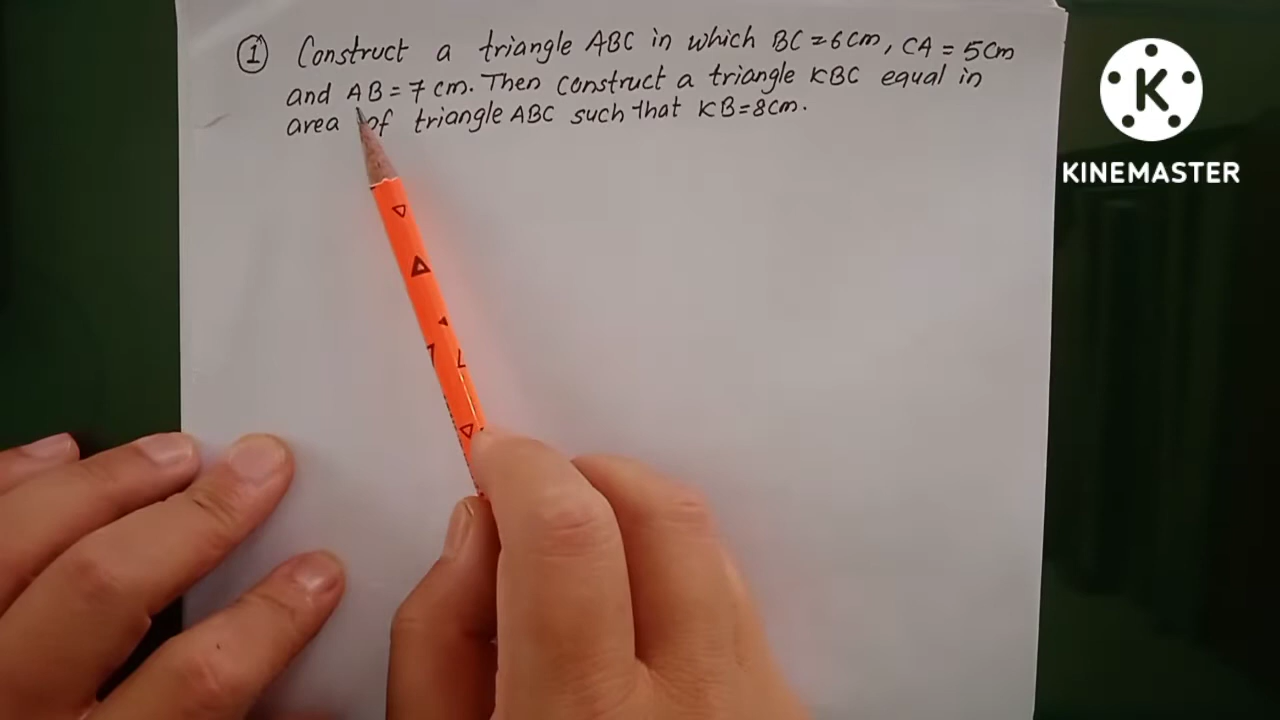 ① Construct a triangle ABC in which BC=6cm, CA = 5cm
and AB=7 cm. Then construct a triangle KBC equal in
area of triangle ABC such that KB=8cm.
K
KINEMASTER